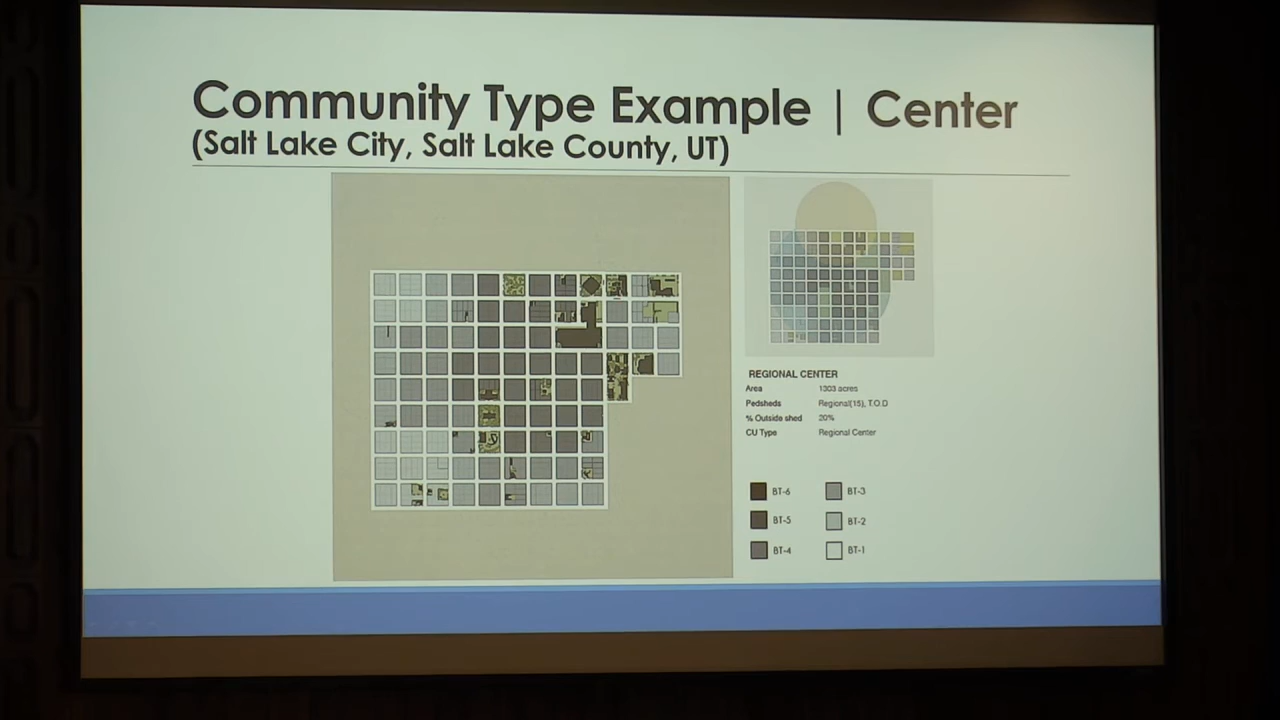 Community Type Example | Center
(Salt Lake City, Salt Lake County, UT)
REGIONAL CENTER
Area 1303 acres
Pedsheds Regional(15), T.O.D
% Outside shed 20%
CU Type Regional Center
BT-6 BT-3
BT-5 BT-2
BT-4 BT-1